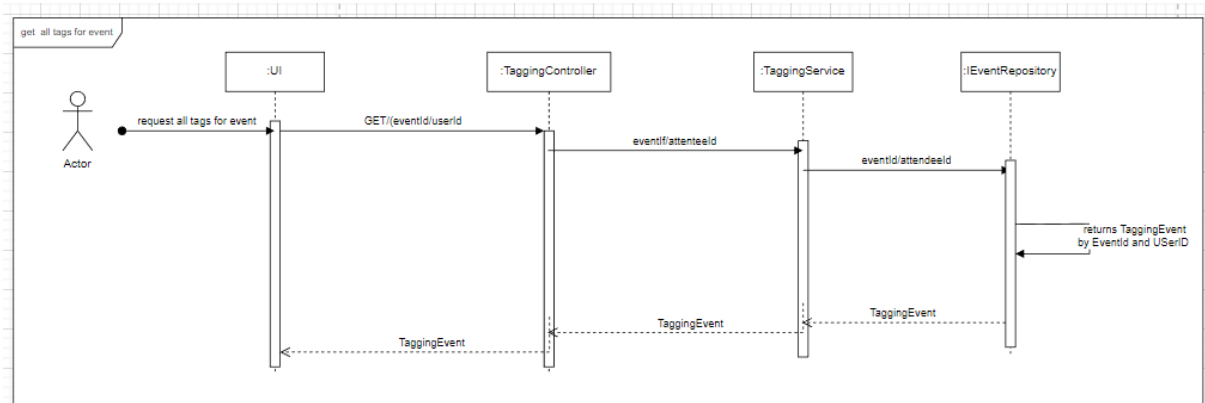 get all tags for event
:UI
:TaggingController
:TaggingService
:IEventRepository
Actor
request all tags for event
GET/(eventId/userId
eventIf/attenteeId
eventId/attendeeId
returns TaggingEvent
by EventId and USerID
TaggingEvent
TaggingEvent
TaggingEvent